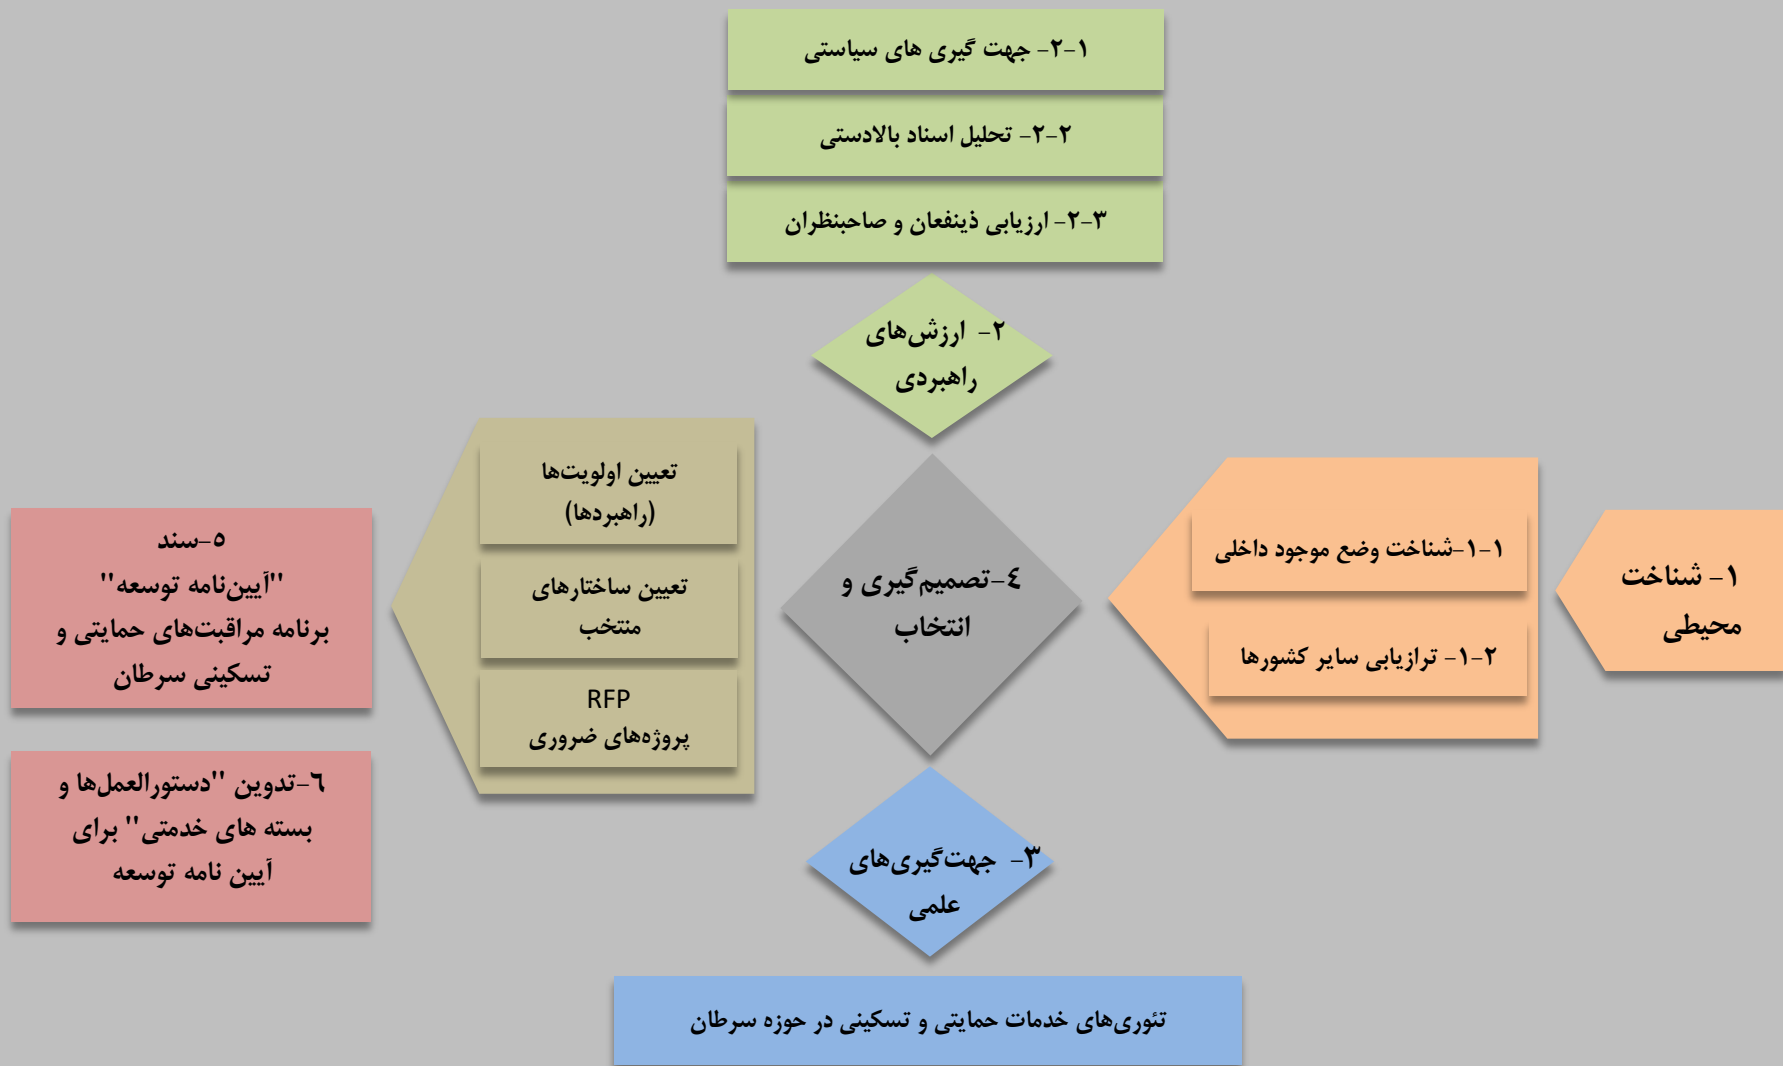 ۲-۱- جهت گیری های سیاستی
۲-۲- تحلیل اسناد بالادستی
۲-۳- ارزیابی ذینفعان و صاحبنظران
۲- ارزش‌های
راهبردی
۱- شناخت
محیطی
۱-۱-شناخت وضع موجود داخلی
۱-۲- ترازیابی سایر کشورها
٤-تصمیم‌گیری و
انتخاب
تعیین اولویت‌ها
(راهبردها)
تعیین ساختارهای
منتخب
RFP
پروژه‌های ضروری
٥-سند
"آیین‌نامه توسعه"
برنامه مراقبت‌های حمایتی و
تسکینی سرطان
٦-تدوین "دستورالعمل‌ها و
بسته های خدمتی" برای
آیین نامه توسعه
۳- جهت‌گیری‌های
علمی
تئوری‌های خدمات حمایتی و تسکینی در حوزه سرطان